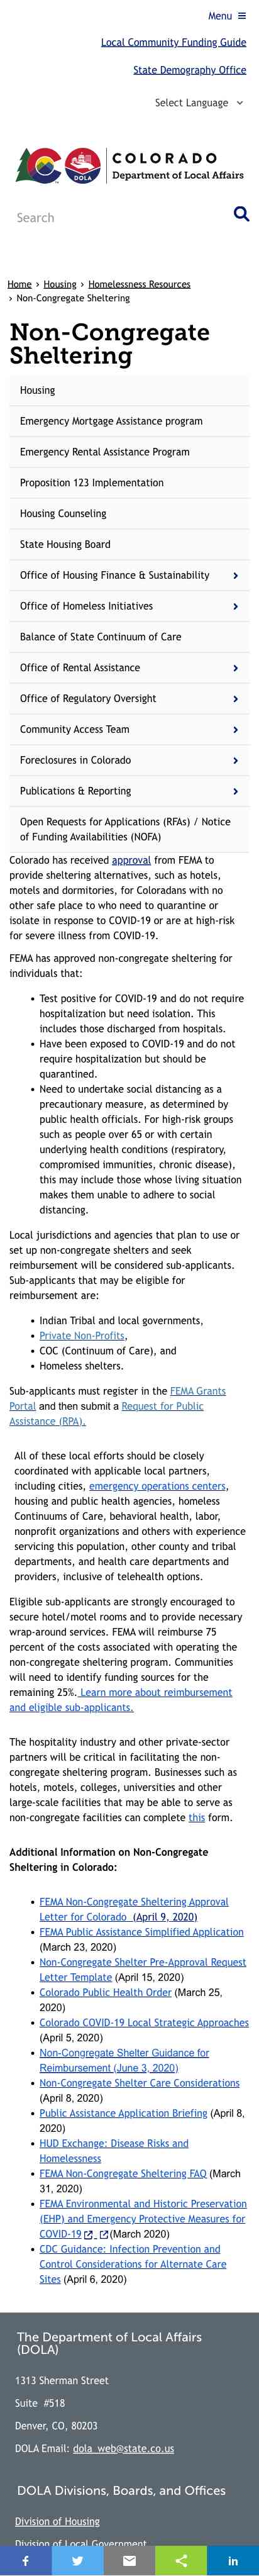 Menu
Local Community Funding Guide
State Demography Office
Select Language
COLORADO
Department of Local Affairs
Search
Home › Housing › Homelessness Resources
› Non-Congregate Sheltering
Non-Congregate
Sheltering
Housing
Emergency Mortgage Assistance program
Emergency Rental Assistance Program
Proposition 123 Implementation
Housing Counseling
State Housing Board
Office of Housing Finance & Sustainability
Office of Homeless Initiatives
Balance of State Continuum of Care
Office of Rental Assistance
Office of Regulatory Oversight
Community Access Team
Foreclosures in Colorado
Publications & Reporting
Open Requests for Applications (RFAs) / Notice
of Funding Availabilities (NOFA)
Colorado has received approval from FEMA to
provide sheltering alternatives, such as hotels,
motels and dormitories, for Coloradans with no
other safe place to who need to quarantine or
isolate in response to COVID-19 or are at high-risk
for severe illness from COVID-19.
FEMA has approved non-congregate sheltering for
individuals that:
• Test positive for COVID-19 and do not require
hospitalization but need isolation. This
includes those discharged from hospitals.
• Have been exposed to COVID-19 and do not
require hospitalization but should be
quarantined.
• Need to undertake social distancing as a
precautionary measure, as determined by
public health officials. For high-risk groups
such as people over 65 or with certain
underlying health conditions (respiratory,
compromised immunities, chronic disease),
this may include those whose living situation
makes them unable to adhere to social
distancing.
Local jurisdictions and agencies that plan to use or
set up non-congregate shelters and seek
reimbursement will be considered sub-applicants.
Sub-applicants that may be eligible for
reimbursement are:
• Indian Tribal and local governments,
• Private Non-Profits,
• COC (Continuum of Care), and
• Homeless shelters.
Sub-applicants must register in the FEMA Grants
Portal and then submit a Request for Public
Assistance (RPA).
All of these local efforts should be closely
coordinated with applicable local partners,
including cities, emergency operations centers,
housing and public health agencies, homeless
Continuums of Care, behavioral health, labor,
nonprofit organizations and others with experience
servicing this population, other county and tribal
departments, and health care departments and
providers, inclusive of telehealth options.
Eligible sub-applicants are strongly encouraged to
secure hotel/motel rooms and to provide necessary
wrap-around services. FEMA will reimburse 75
percent of the costs associated with operating the
non-congregate sheltering program. Communities
will need to identify funding sources for the
remaining 25%. Learn more about reimbursement
and eligible sub-applicants.
The hospitality industry and other private-sector
partners will be critical in facilitating the non-
congregate sheltering program. Businesses such as
hotels, motels, colleges, universities and other
large-scale facilities that may be able to serve as
non-congregate facilities can complete this form.
Additional Information on Non-Congregate
Sheltering in Colorado:
• FEMA Non-Congregate Sheltering Approval
Letter for Colorado (April 9, 2020)
• FEMA Public Assistance Simplified Application
(March 23, 2020)
• Non-Congregate Shelter Pre-Approval Request
Letter Template (April 15, 2020)
• Colorado Public Health Order (March 25,
2020)
• Colorado COVID-19 Local Strategic Approaches
(April 5, 2020)
• Non-Congregate Shelter Guidance for
Reimbursement (June 3, 2020)
• Non-Congregate Shelter Care Considerations
(April 8, 2020)
• Public Assistance Application Briefing (April 8,
2020)
• HUD Exchange: Disease Risks and
Homelessness
• FEMA Non-Congregate Sheltering FAQ (March
31, 2020)
• FEMA Environmental and Historic Preservation
(EHP) and Emergency Protective Measures for
COVID-19 (March 2020)
• CDC Guidance: Infection Prevention and
Control Considerations for Alternate Care
Sites (April 6, 2020)
The Department of Local Affairs
(DOLA)
1313 Sherman Street
Suite #518
Denver, CO, 80203
DOLA Email: dola_web@state.co.us
DOLA Divisions, Boards, and Offices
Division of Housing
Division of Local Government